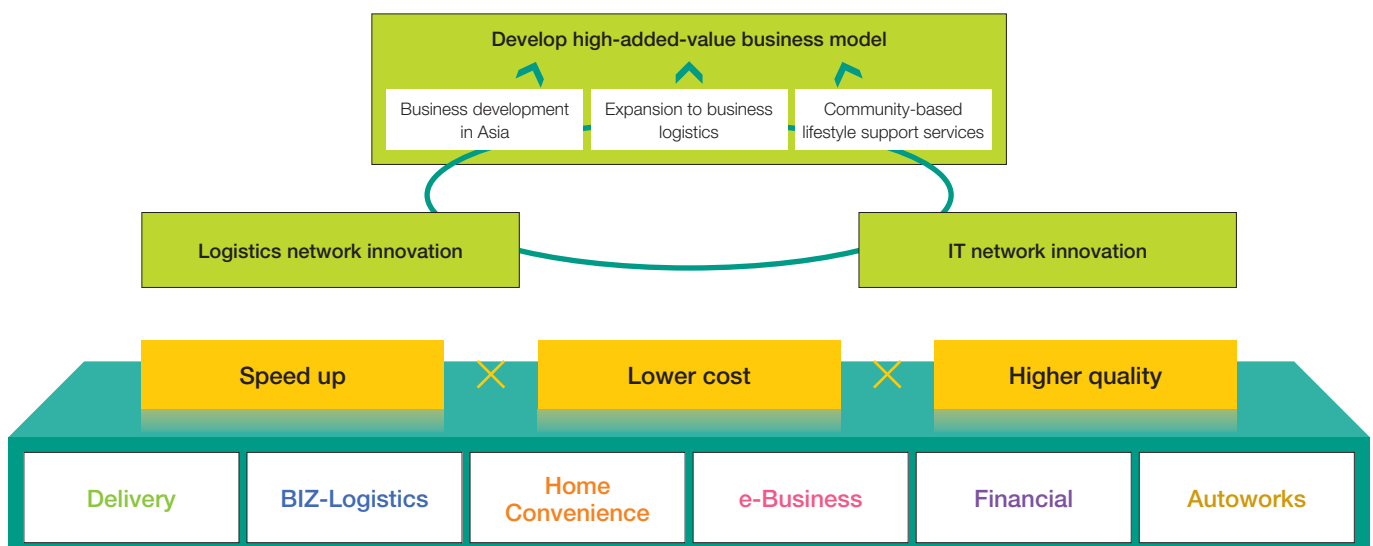 Develop high-added-value business model
Business development
in Asia
Expansion to business
logistics
Community-based
lifestyle support services
Logistics network innovation
IT network innovation
Speed up
Lower cost
Higher quality
Delivery
BIZ-Logistics
Home
Convenience
e-Business
Financial
Autoworks